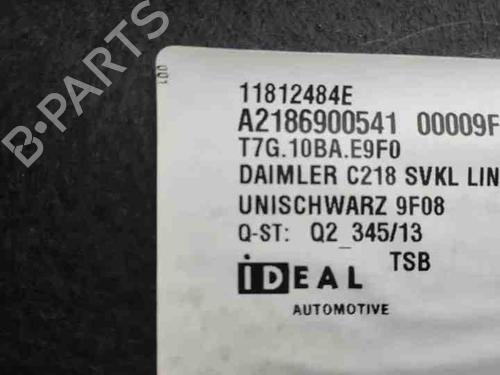 B-PARTS
001
11812484E
A2186900541 00009F
T7G.10BA.E9F0
DAIMLER C218 SVKL LIN
UNISCHWARZ 9F08
Q-ST: Q2_345/13
TSB
iDEAL
AUTOMOTIVE